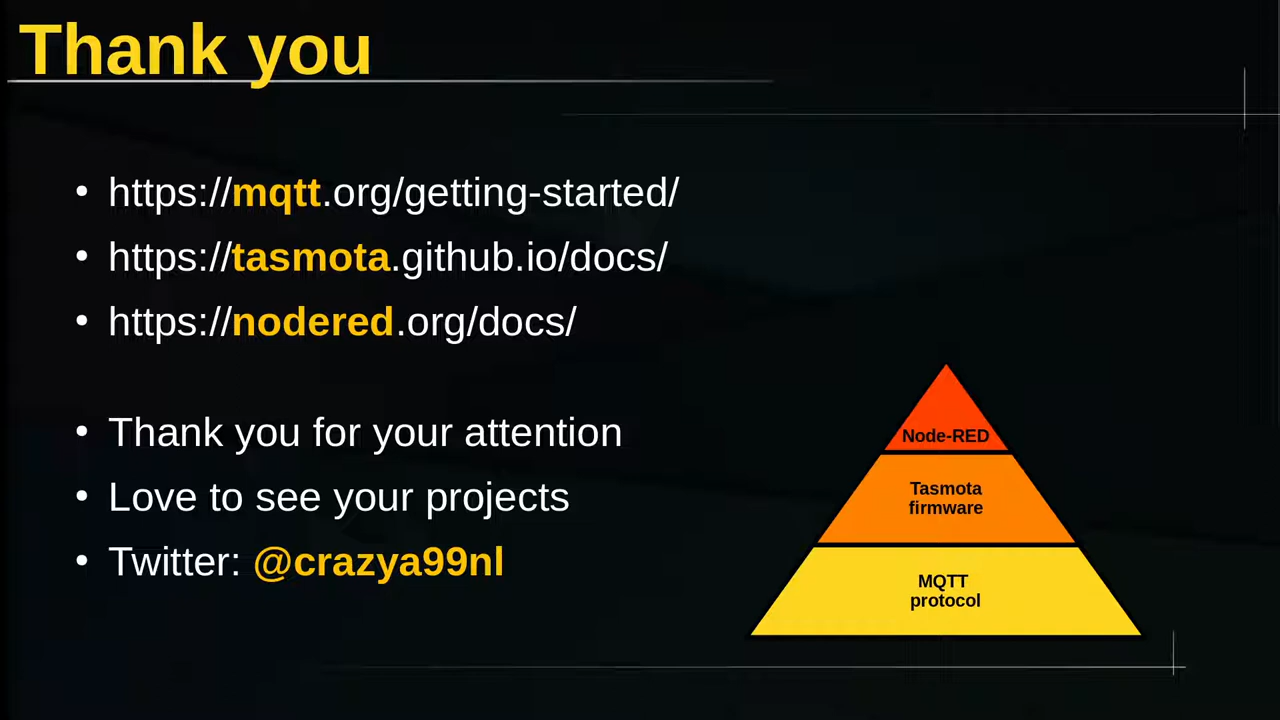 Thank you
• https://mqtt.org/getting-started/
• https://tasmota.github.io/docs/
• https://nodered.org/docs/
• Thank you for your attention
• Love to see your projects
• Twitter: @crazya99nl
Node-RED
Tasmota
firmware
MQTT
protocol